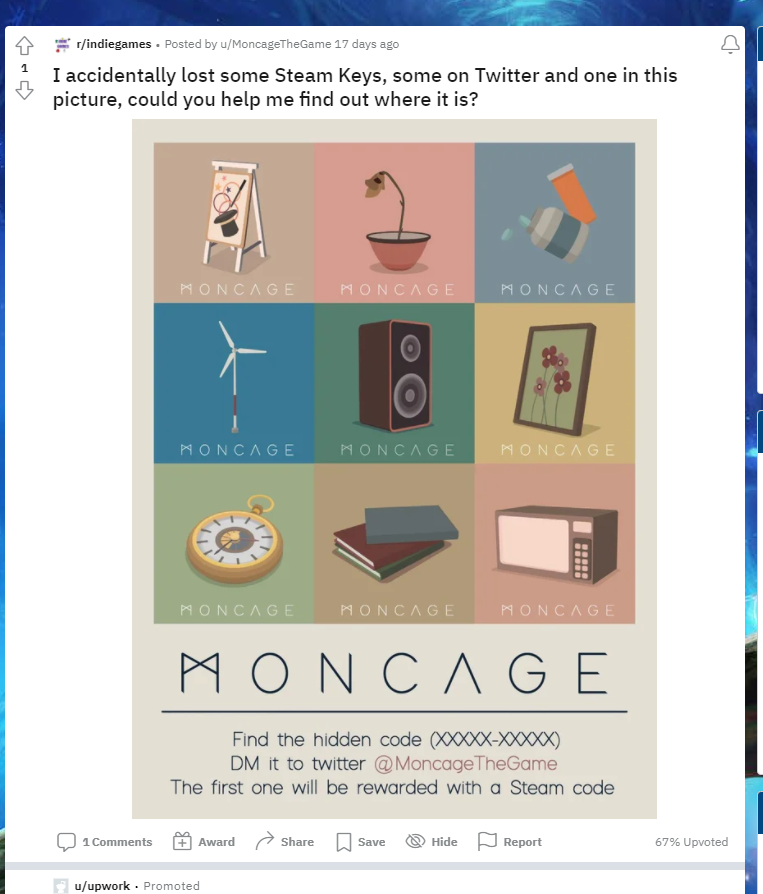 r/indiegames • Posted by u/MoncageTheGame 17 days ago
1
I accidentally lost some Steam Keys, some on Twitter and one in this
picture, could you help me find out where it is?
MONCAGE MONCAGE MONCAGE
MONCAGE MONCAGE MONCAGE
MONCAGE MONCAGE MONCAGE
MONCAGE
Find the hidden code (XXXXX-XXXXX)
DM it to twitter @MoncageTheGame
The first one will be rewarded with a Steam code
1 Comments Award Share Save Hide Report 67% Upvoted
u/upwork • Promoted